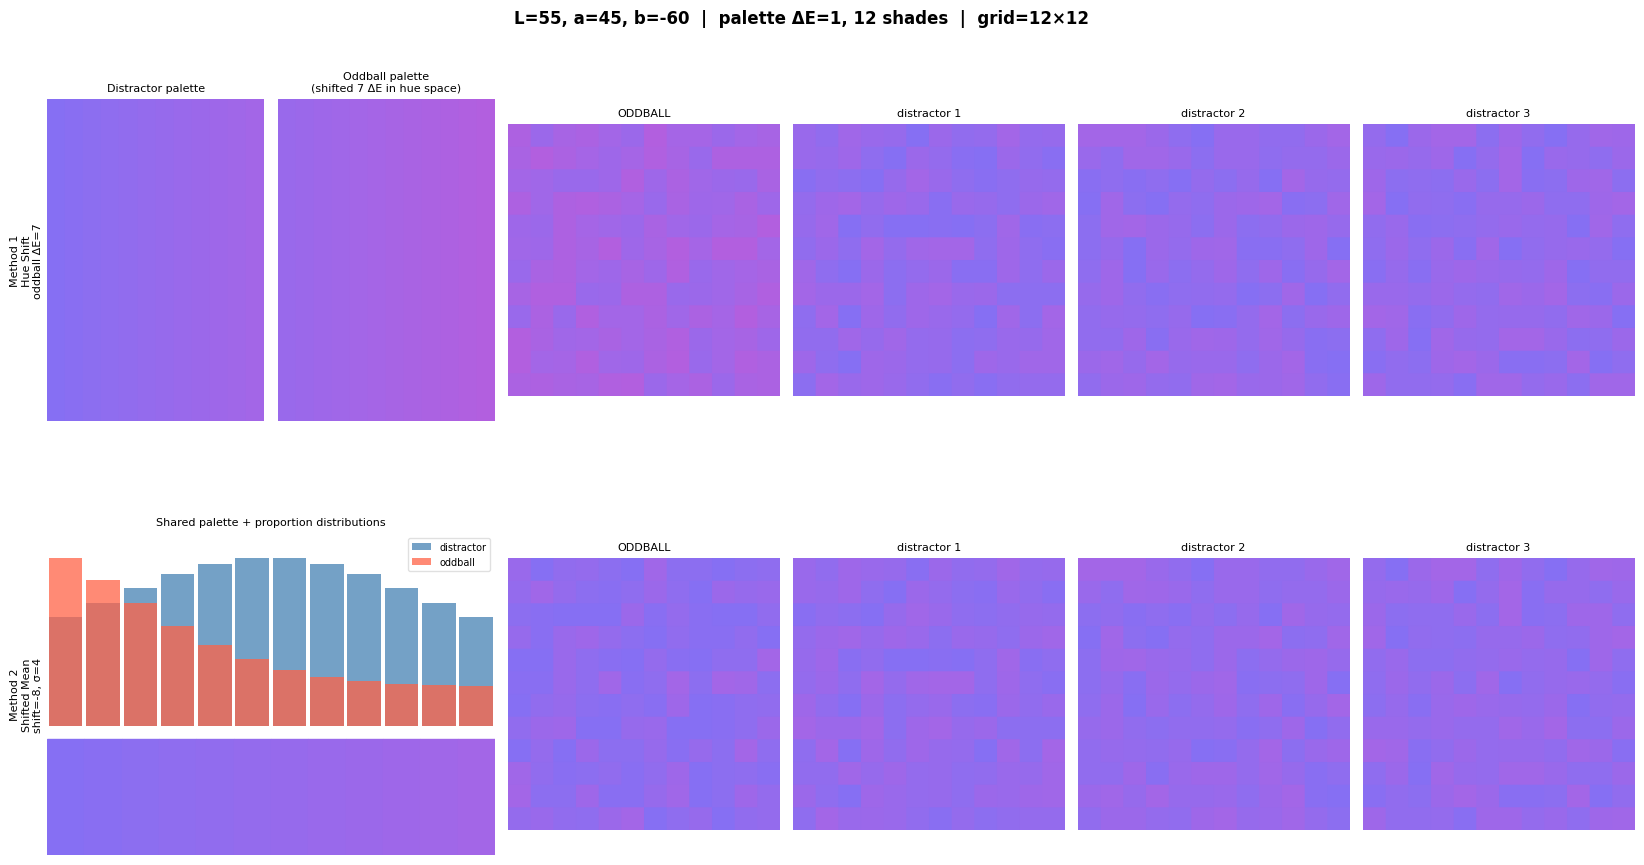 L=55, a=45, b=-60  |  palette ΔE=1, 12 shades  |  grid=12×12
Method 1
Hue Shift
oddball ΔE=7
Distractor palette
Oddball palette
(shifted 7 ΔE in hue space)
ODDBALL
distractor 1
distractor 2
distractor 3
Method 2
Shifted Mean
shift=-8, σ=4
Shared palette + proportion distributions
distractor
oddball
ODDBALL
distractor 1
distractor 2
distractor 3